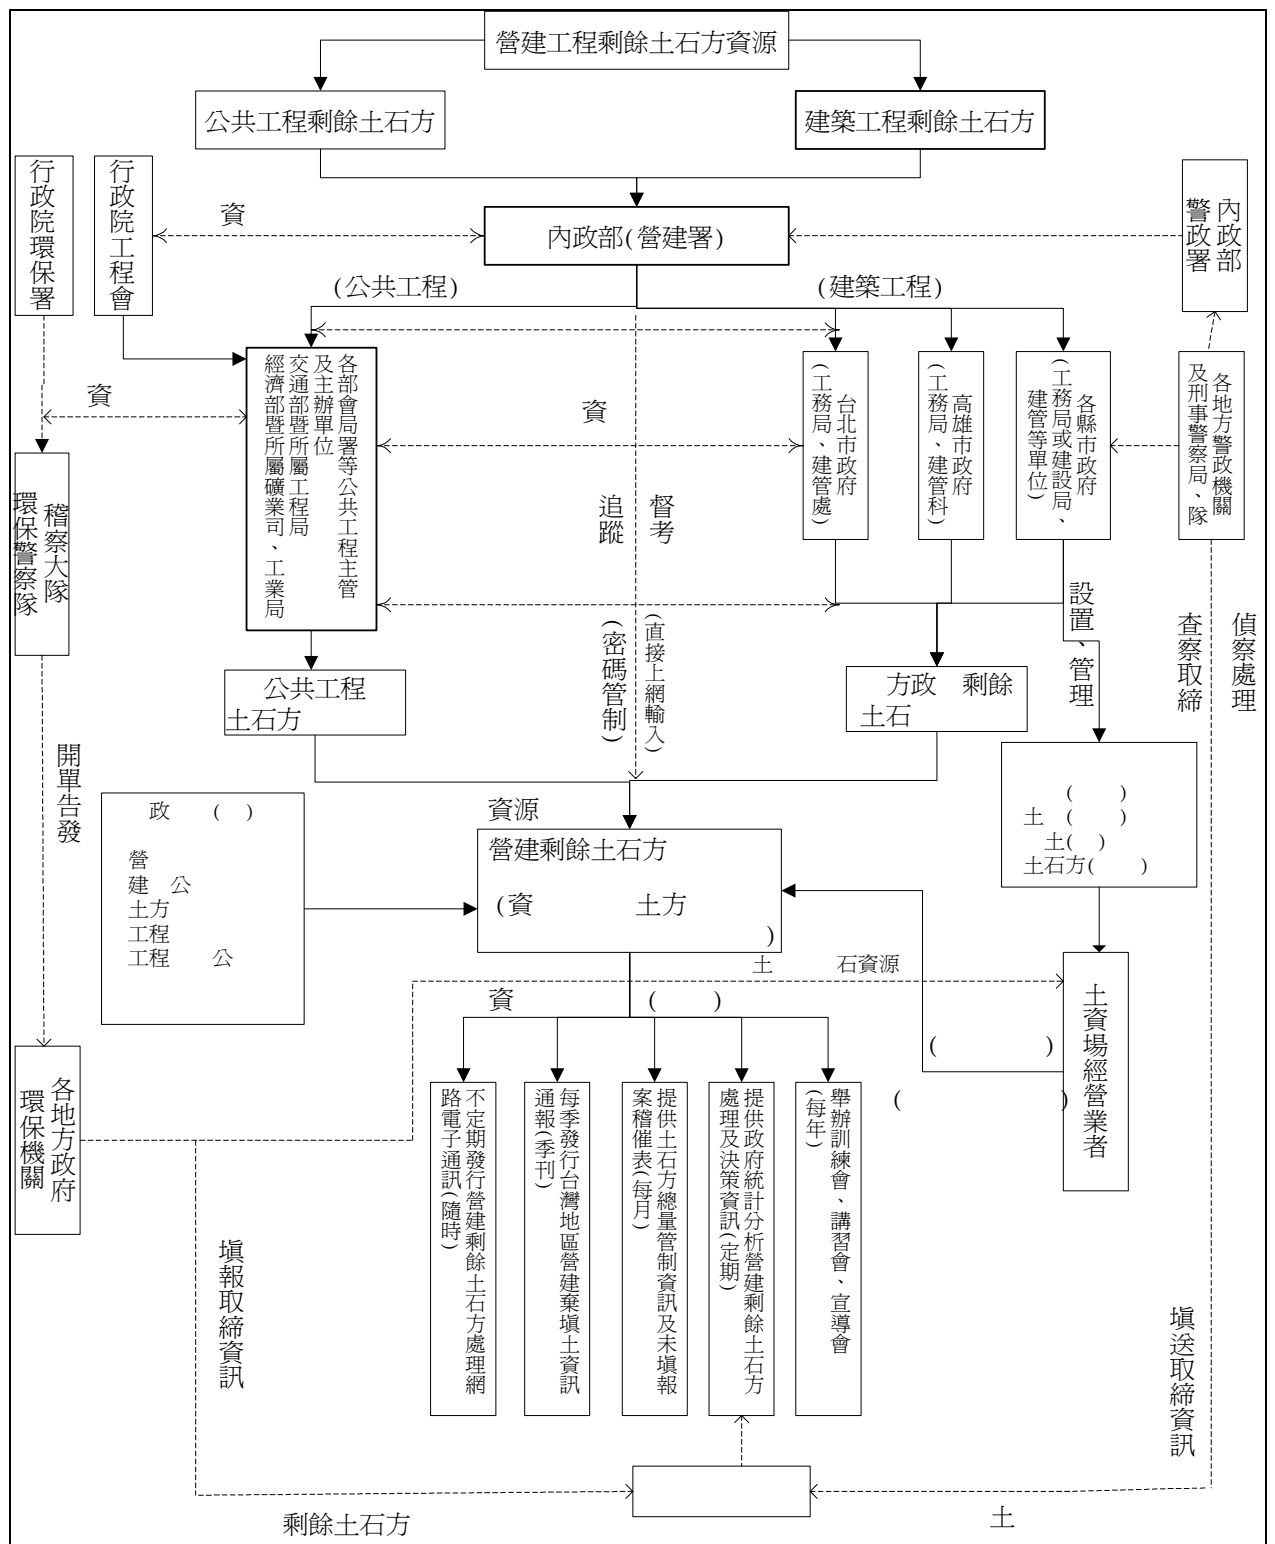 營建工程剩餘土石方資源
公共工程剩餘土石方
建築工程剩餘土石方
行政院環保署
行政院工程會
資
內政部(營建署)
內政部
警政署
(公共工程)
(建築工程)
各部會局署等公共工程主管
及主辦單位
交通部暨所屬工程局
經濟部暨所屬礦業司、工業局
資
資
台北市政府
(工務局、建管處)
高雄市政府
(工務局、建管科)
各縣市政府
(工務局或建設局、
建管等單位)
各地方警政機關
及刑事警察局、隊
稽察大隊
環保警察隊
督考
追蹤
(直接上網輸入)
(密碼管制)
設置、管理
偵察處理
查察取締
公共工程
土石方
方政 剩餘
土石
開單告發
資源
政 ( )
營
建 公
土方
工程
工程 公
營建剩餘土石方
(資 土方
)
( )
土 ( )
土( )
土石方( )
土 石資源
資
( )
土資場經營業者
( )
( )
各地方政府
環保機關
不定期發行營建剩餘土石方處理網
路電子通訊(隨時)
每季發行台灣地區營建棄填土資訊
通報(季刊)
提供土石方總量管制資訊及未填報
案稽催表(每月)
提供政府統計分析營建剩餘土石方
處理及決策資訊(定期)
舉辦訓練會、講習會、宣導會
(每年)
填報取締資訊
填送取締資訊
剩餘土石方
土